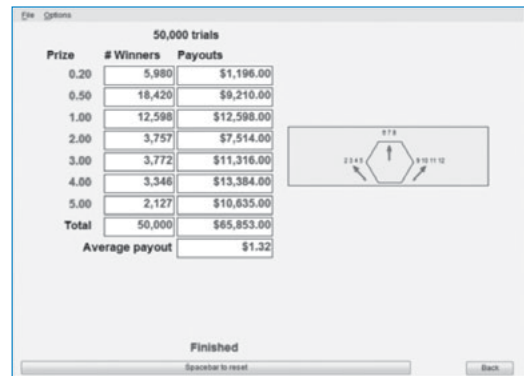 File Options
50,000 trials
Prize # Winners Payouts
0.20 5,980 $1,196.00
0.50 18,420 $9,210.00
1.00 12,598 $12,598.00
2.00 3,757 $7,514.00
3.00 3,772 $11,316.00
4.00 3,346 $13,384.00
5.00 2,127 $10,635.00
Total 50,000 $65,853.00
Average payout $1.32
6 7 8
2 3 4 5 9 10 11 12
Finished
Spacebar to reset Back